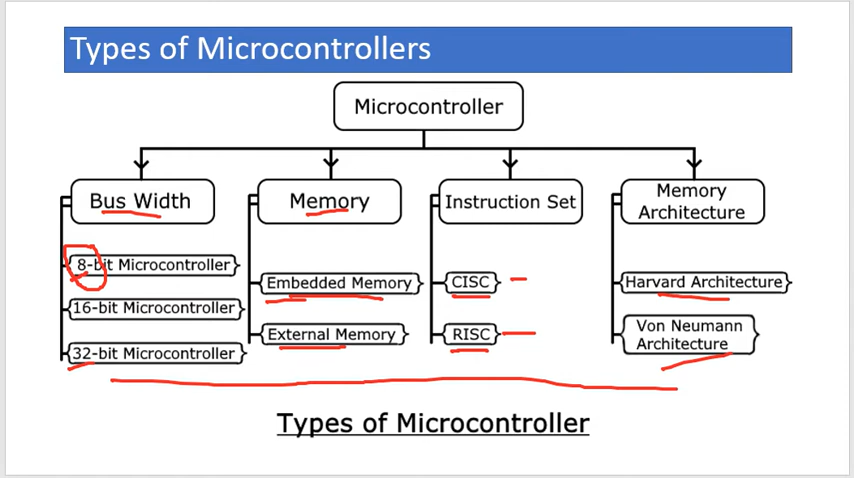 Types of Microcontrollers
Microcontroller
Bus Width
Memory
Instruction Set
Memory
Architecture
8-bit Microcontroller
16-bit Microcontroller
32-bit Microcontroller
Embedded Memory
External Memory
CISC
RISC
Harvard Architecture
Von Neumann
Architecture
Types of Microcontroller